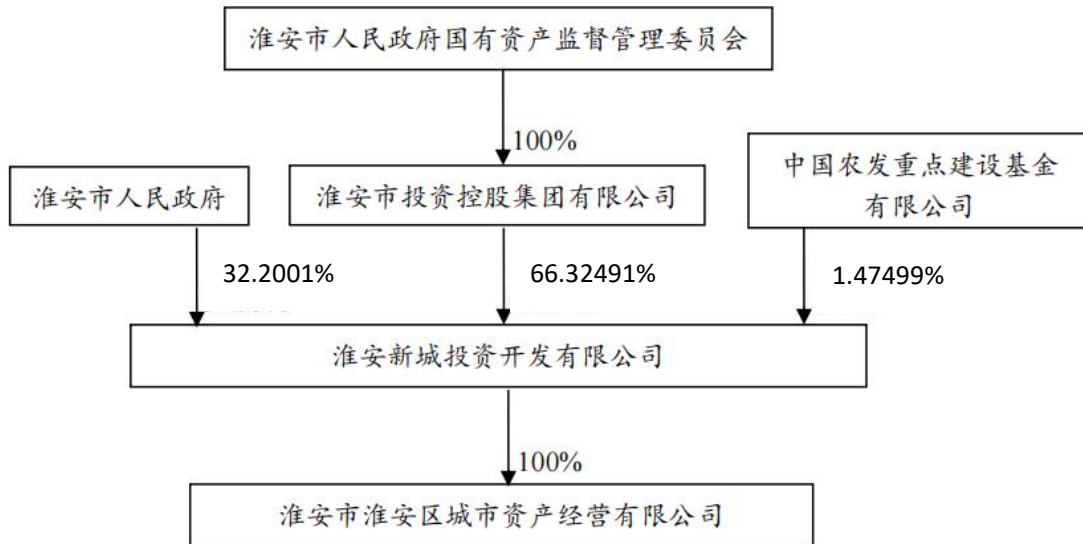 淮安市人民政府国有资产监督管理委员会
100%
淮安市人民政府
淮安市投资控股集团有限公司
中国农发重点建设基金
有限公司
32.2001%
66.32491%
1.47499%
淮安新城投资开发有限公司
100%
淮安市淮安区城市资产经营有限公司